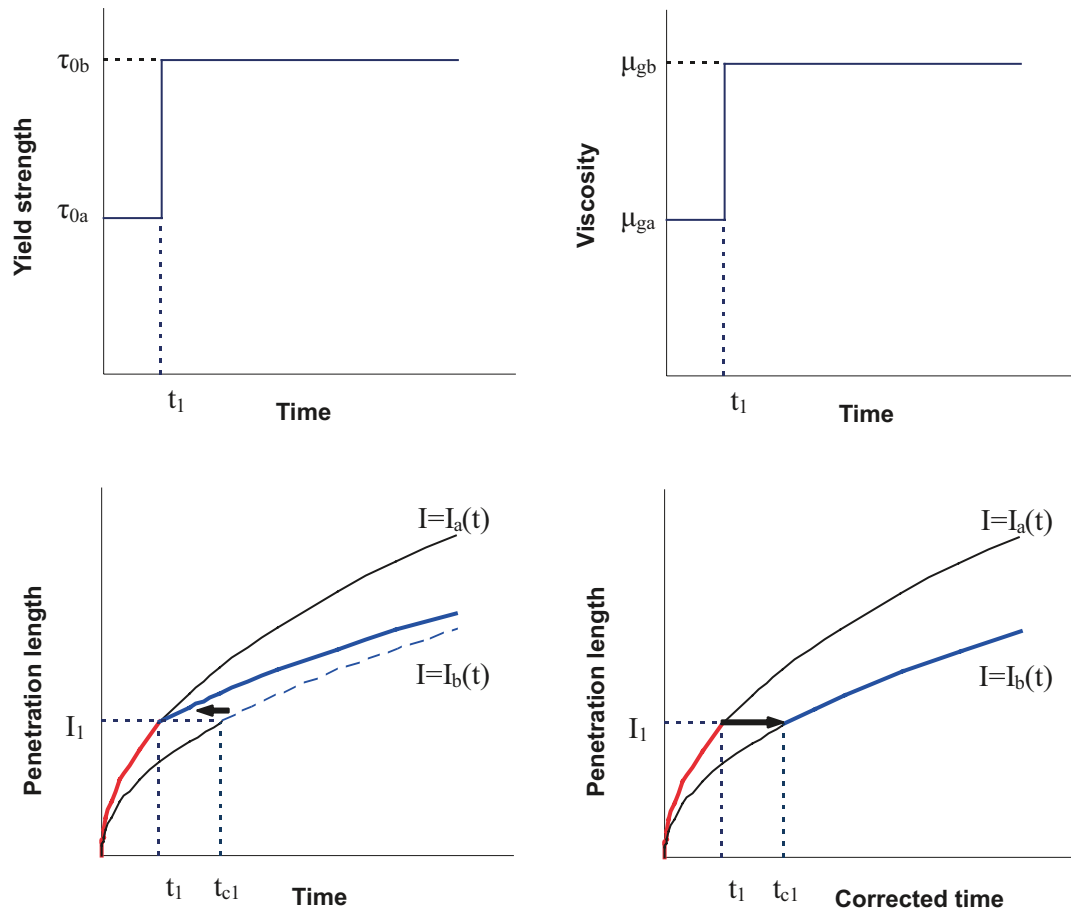 Yield strength
τ0b
τ0a
t1
Time
Viscosity
μgb
μga
t1
Time
Penetration length
I=Ia(t)
I=Ib(t)
I1
t1
tc1
Time
Penetration length
I=Ia(t)
I=Ib(t)
I1
t1
tc1
Corrected time